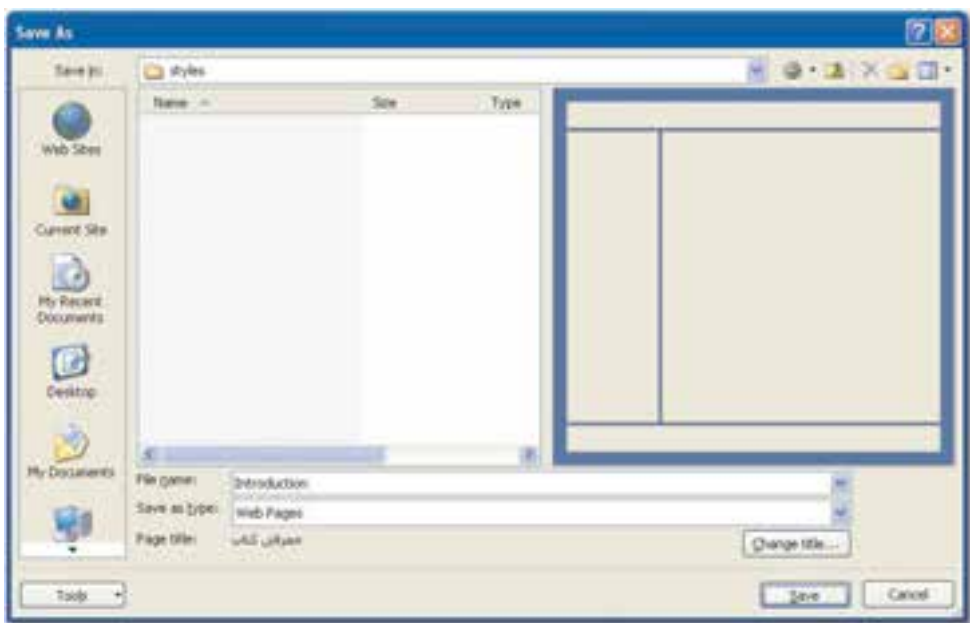 Save As
Save in: styles
Name Size Type
Web Sites
Current Site
My Recent
Documents
Desktop
My Documents
File name: Introduction
Save as type: Web Pages
Page title: معرفی کتاب
Change title...
Tools
Save
Cancel